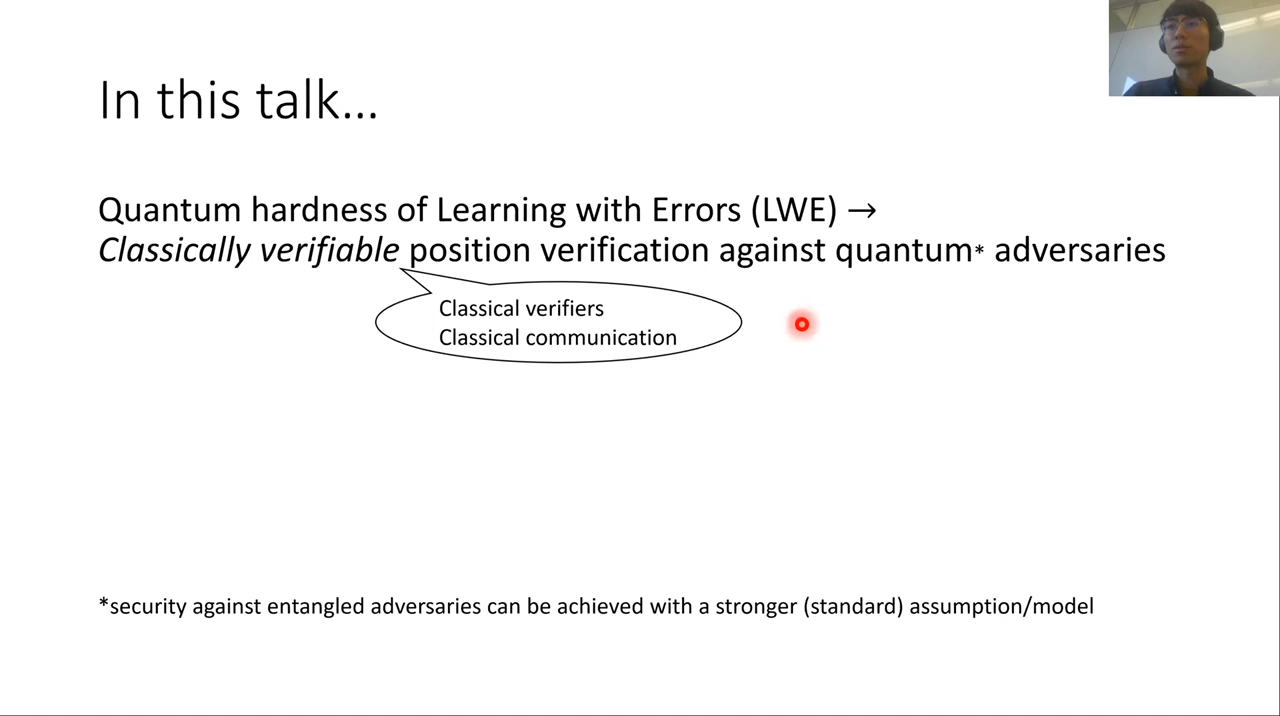 In this talk…
Quantum hardness of Learning with Errors (LWE) →
Classically verifiable position verification against quantum* adversaries
Classical verifiers
Classical communication
*security against entangled adversaries can be achieved with a stronger (standard) assumption/model